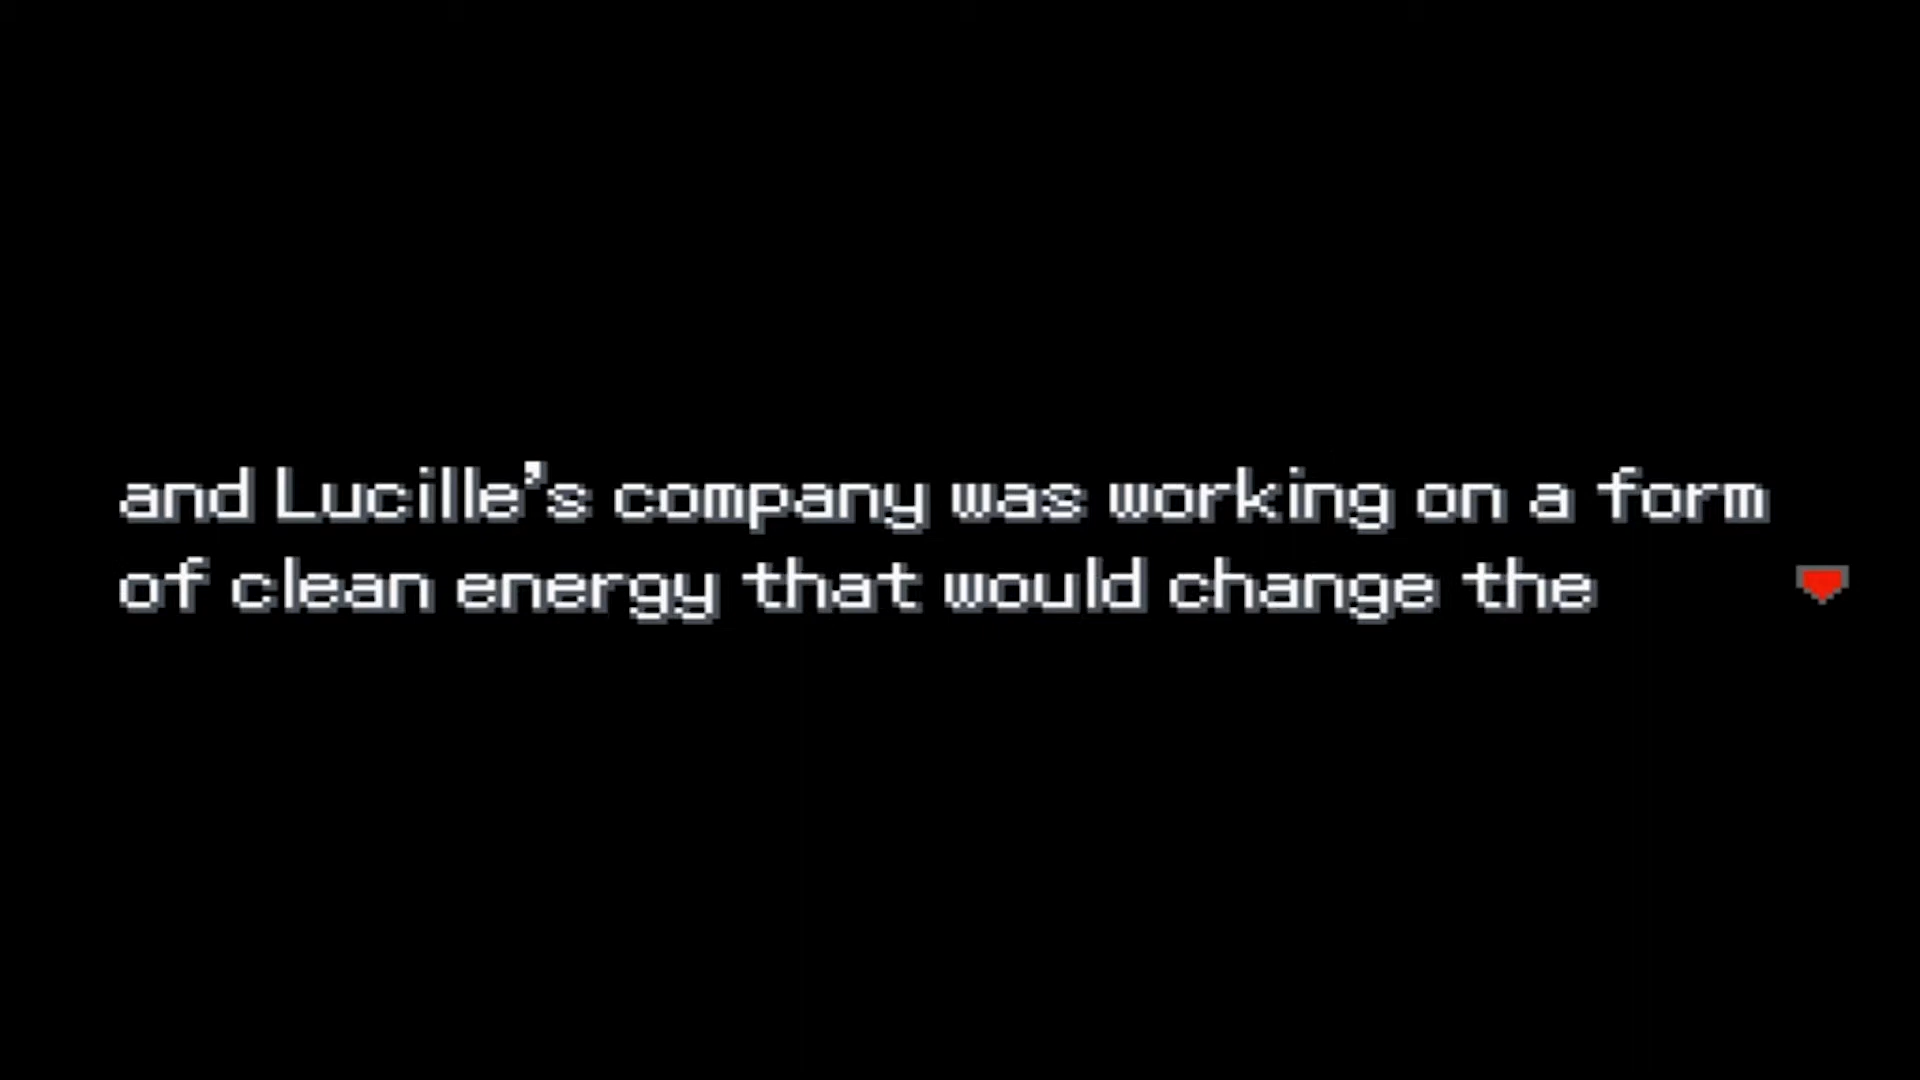 and Lucille's company was working on a form
of clean energy that would change the